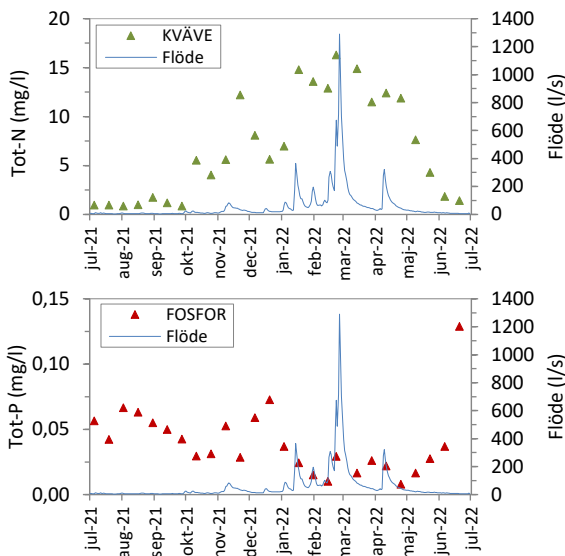 Tot-N (mg/l)
20
15
10
5
0
KVÄVE
Flöde
1400
1200
1000
800
600
400
200
0
Flöde (l/s)
jul-21
aug-21
sep-21
okt-21
nov-21
dec-21
jan-22
feb-22
mar-22
apr-22
maj-22
jun-22
jul-22
Tot-P (mg/l)
0,15
0,10
0,05
0,00
FOSFOR
Flöde
1400
1200
1000
800
600
400
200
0
Flöde (l/s)
jul-21
aug-21
sep-21
okt-21
nov-21
dec-21
jan-22
feb-22
mar-22
apr-22
maj-22
jun-22
jul-22